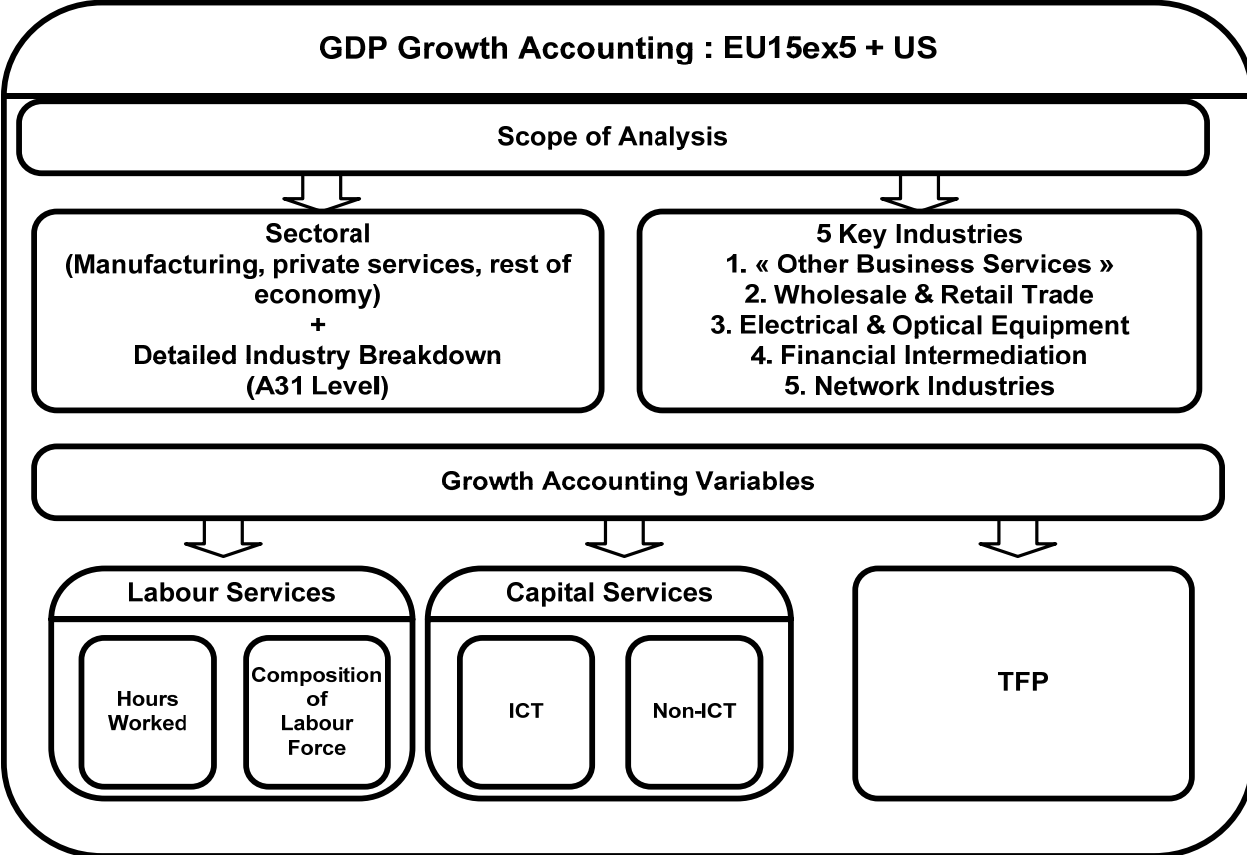 GDP Growth Accounting : EU15ex5 + US
Scope of Analysis
Sectoral
(Manufacturing, private services, rest of
economy)
+
Detailed Industry Breakdown
(A31 Level)
5 Key Industries
1. « Other Business Services »
2. Wholesale & Retail Trade
3. Electrical & Optical Equipment
4. Financial Intermediation
5. Network Industries
Growth Accounting Variables
Labour Services
Hours
Worked
Composition
of
Labour
Force
Capital Services
ICT
Non-ICT
TFP